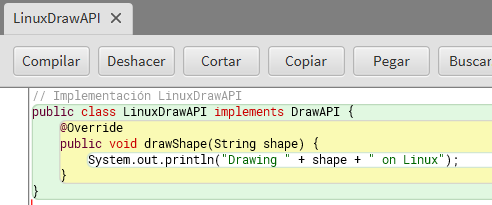 LinuxDrawAPI ×
Compilar Deshacer Cortar Copiar Pegar Buscar
// Implementación LinuxDrawAPI
public class LinuxDrawAPI implements DrawAPI {
    @Override
    public void drawShape(String shape) {
        System.out.println("Drawing " + shape + " on Linux");
    }
}